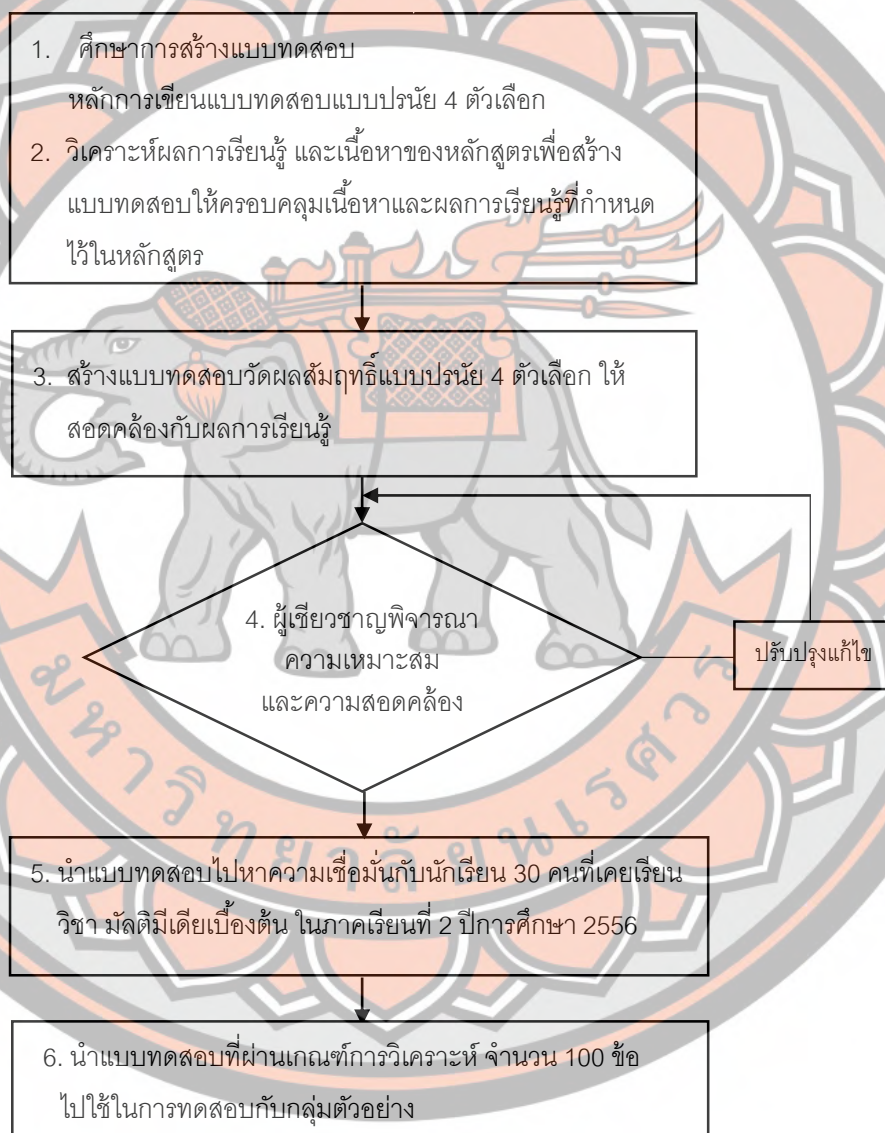 1. ศึกษาการสร้างแบบทดสอบ
หลักการเขียนแบบทดสอบแบบปรนัย 4 ตัวเลือก
2. วิเคราะห์ผลการเรียนรู้ และเนื้อหาของหลักสูตรเพื่อสร้าง
แบบทดสอบให้ครอบคลุมเนื้อหาและผลการเรียนรู้ที่กำหนด
ไว้ในหลักสูตร
3. สร้างแบบทดสอบวัดผลสัมฤทธิ์แบบปรนัย 4 ตัวเลือก ให้
สอดคล้องกับผลการเรียนรู้
4. ผู้เชียวชาญพิจารณา
ความเหมาะสม
และความสอดคล้อง
ปรับปรุงแก้ไข
มหาวิทยาลัยนเรศวร
5. นำแบบทดสอบไปหาความเชื่อมั่นกับนักเรียน 30 คนที่เคยเรียน
วิชา มัลติมีเดียเบื้องต้น ในภาคเรียนที่ 2 ปีการศึกษา 2556
6. นำแบบทดสอบที่ผ่านเกณฑ์การวิเคราะห์ จำนวน 100 ข้อ
ไปใช้ในการทดสอบกับกลุ่มตัวอย่าง